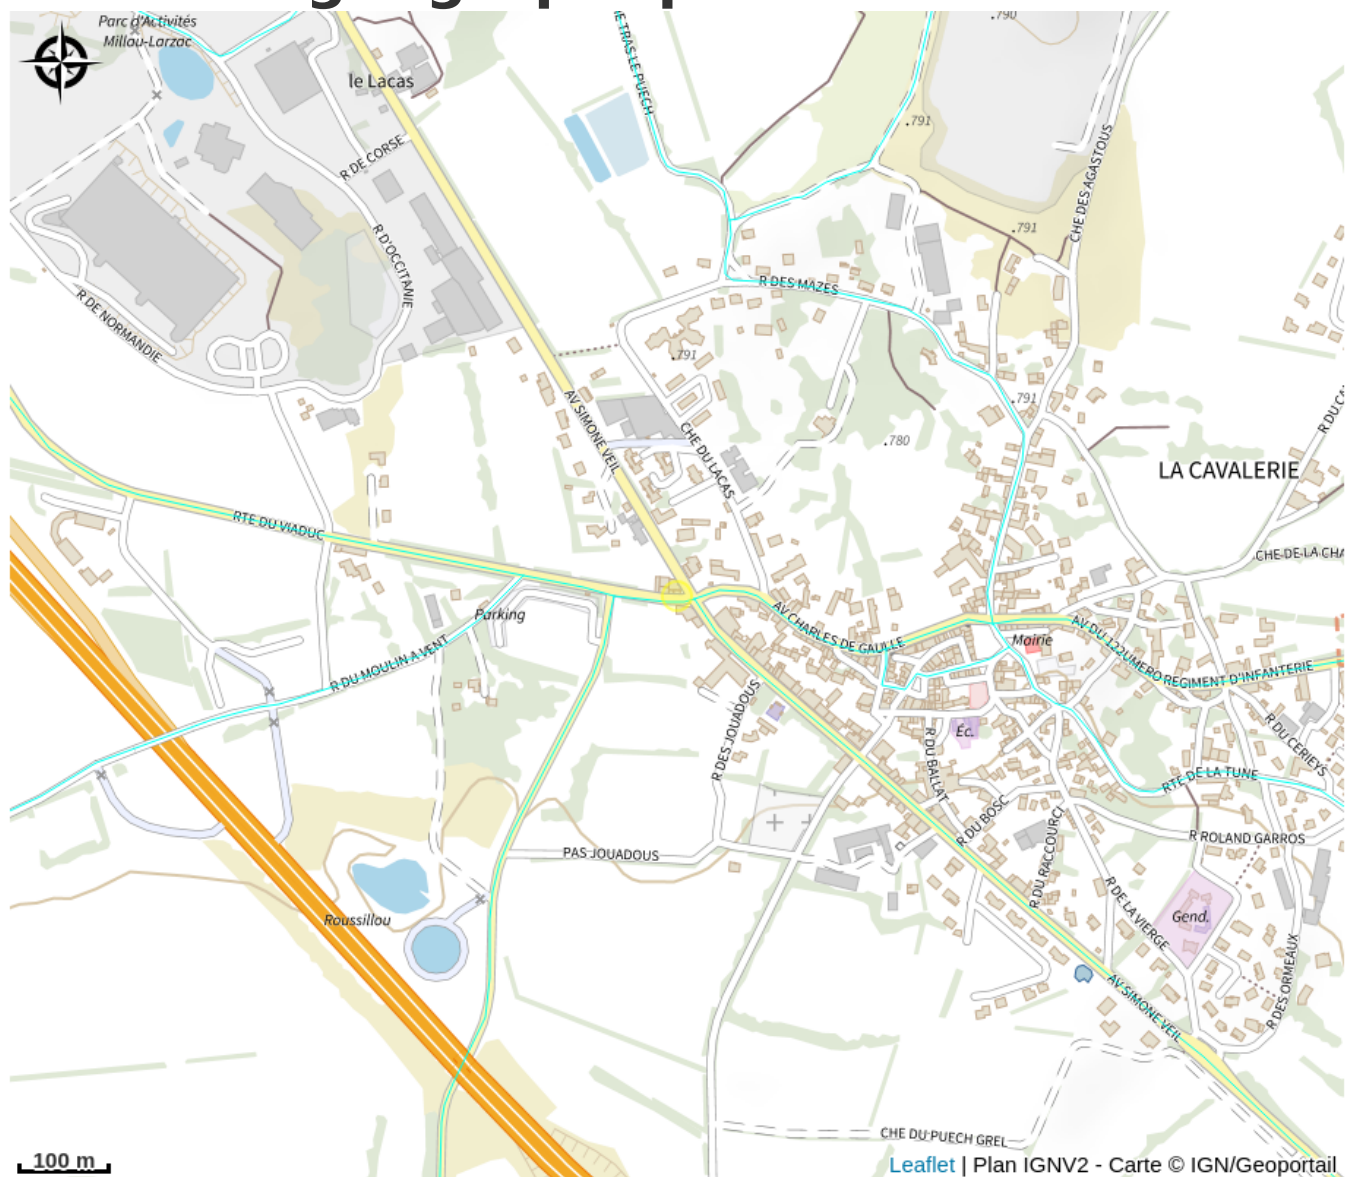 Parc d'Activités
Millau-Larzac
le Lacas
R DE CORSE
HE TRAS LE PUECH
.790
.791
CHE DES AGASTOUS
.791
R D'OCCITANIE
R DES MAZES
R DE NORMANDIE
.791
AV SIMONE VEIL
.791
CHE DU LACAS
.780
LA CAVALERIE
RTE DU VIADUC
CHE DE LA CHA
Parking
AV CHARLES DE GAULLE
Mairie
AV DU 122UMERO REGIMENT D'INFANTERIE
R DU MOULIN A VENT
R DES JOUADOUS
Éc.
R DU BALLAT
R DU CERIEYS
RTE DE LA TUNE
R DU BOSC
R ROLAND GARROS
PAS JOUADOUS
R DU RACCOURCI
R DE LA VIERGE
Gend.
Roussillou
R DES ORMEAUX
AV SIMONE VEIL
CHE DU PUECH GREL
100 m
Leaflet | Plan IGNV2 - Carte © IGN/Geoportail